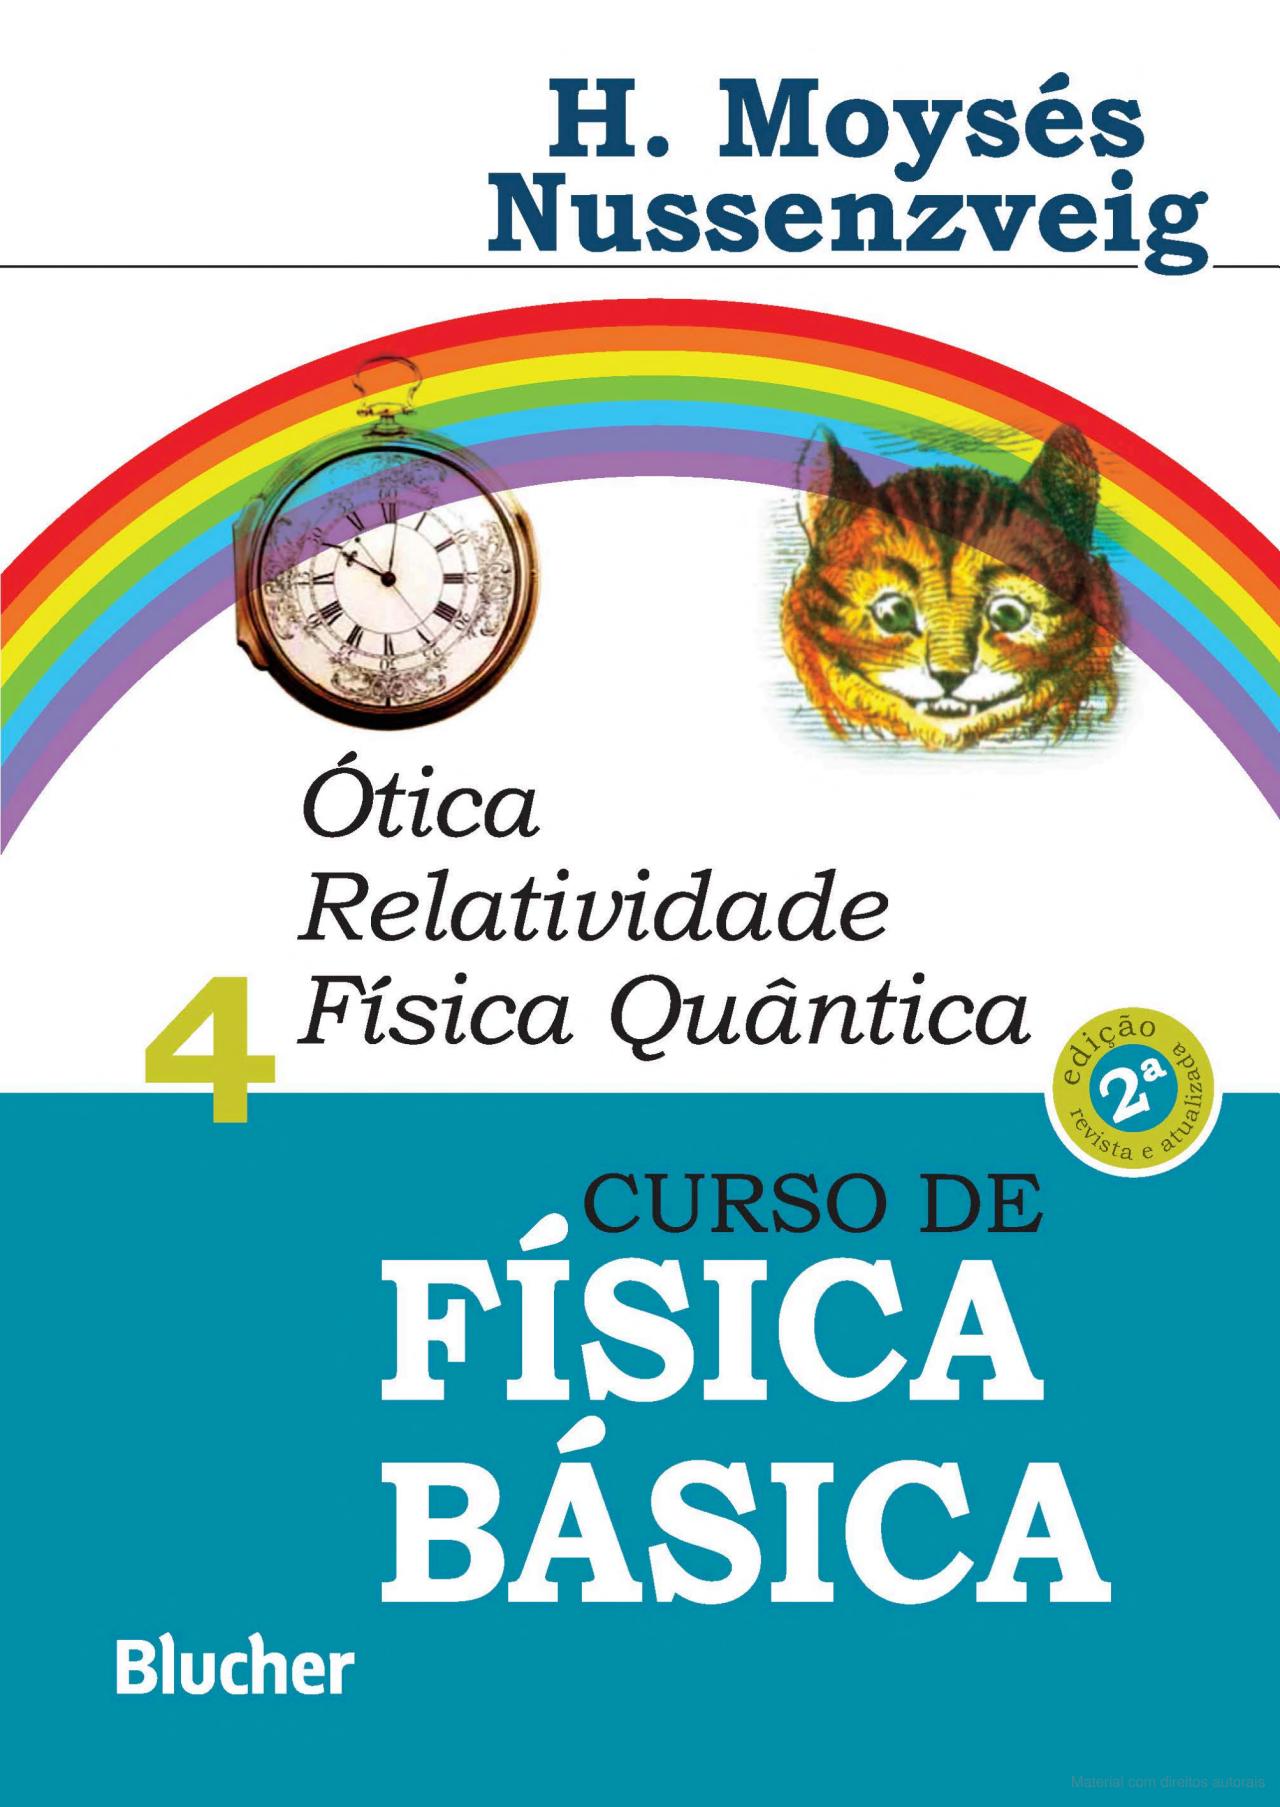 H. Moysés
Nussenzveig
Ótica
Relatividade
4 Física Quântica
edição
2ª
revista e atualizada
CURSO DE
FÍSICA
BÁSICA
Blucher
Material com direitos autorais